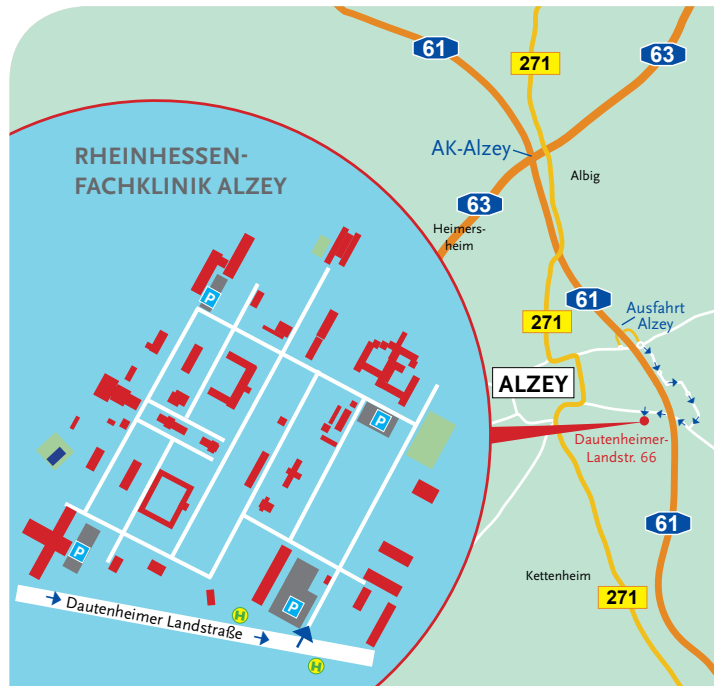 61
63
271
AK-Alzey
Albig
63
Heimers-
heim
RHEINHESSEN-
FACHKLINIK ALZEY
61
271
Ausfahrt
Alzey
ALZEY
Dautenheimer-
Landstr. 66
61
Kettenheim
271
P
P
P
P
H
H
Dautenheimer Landstraße